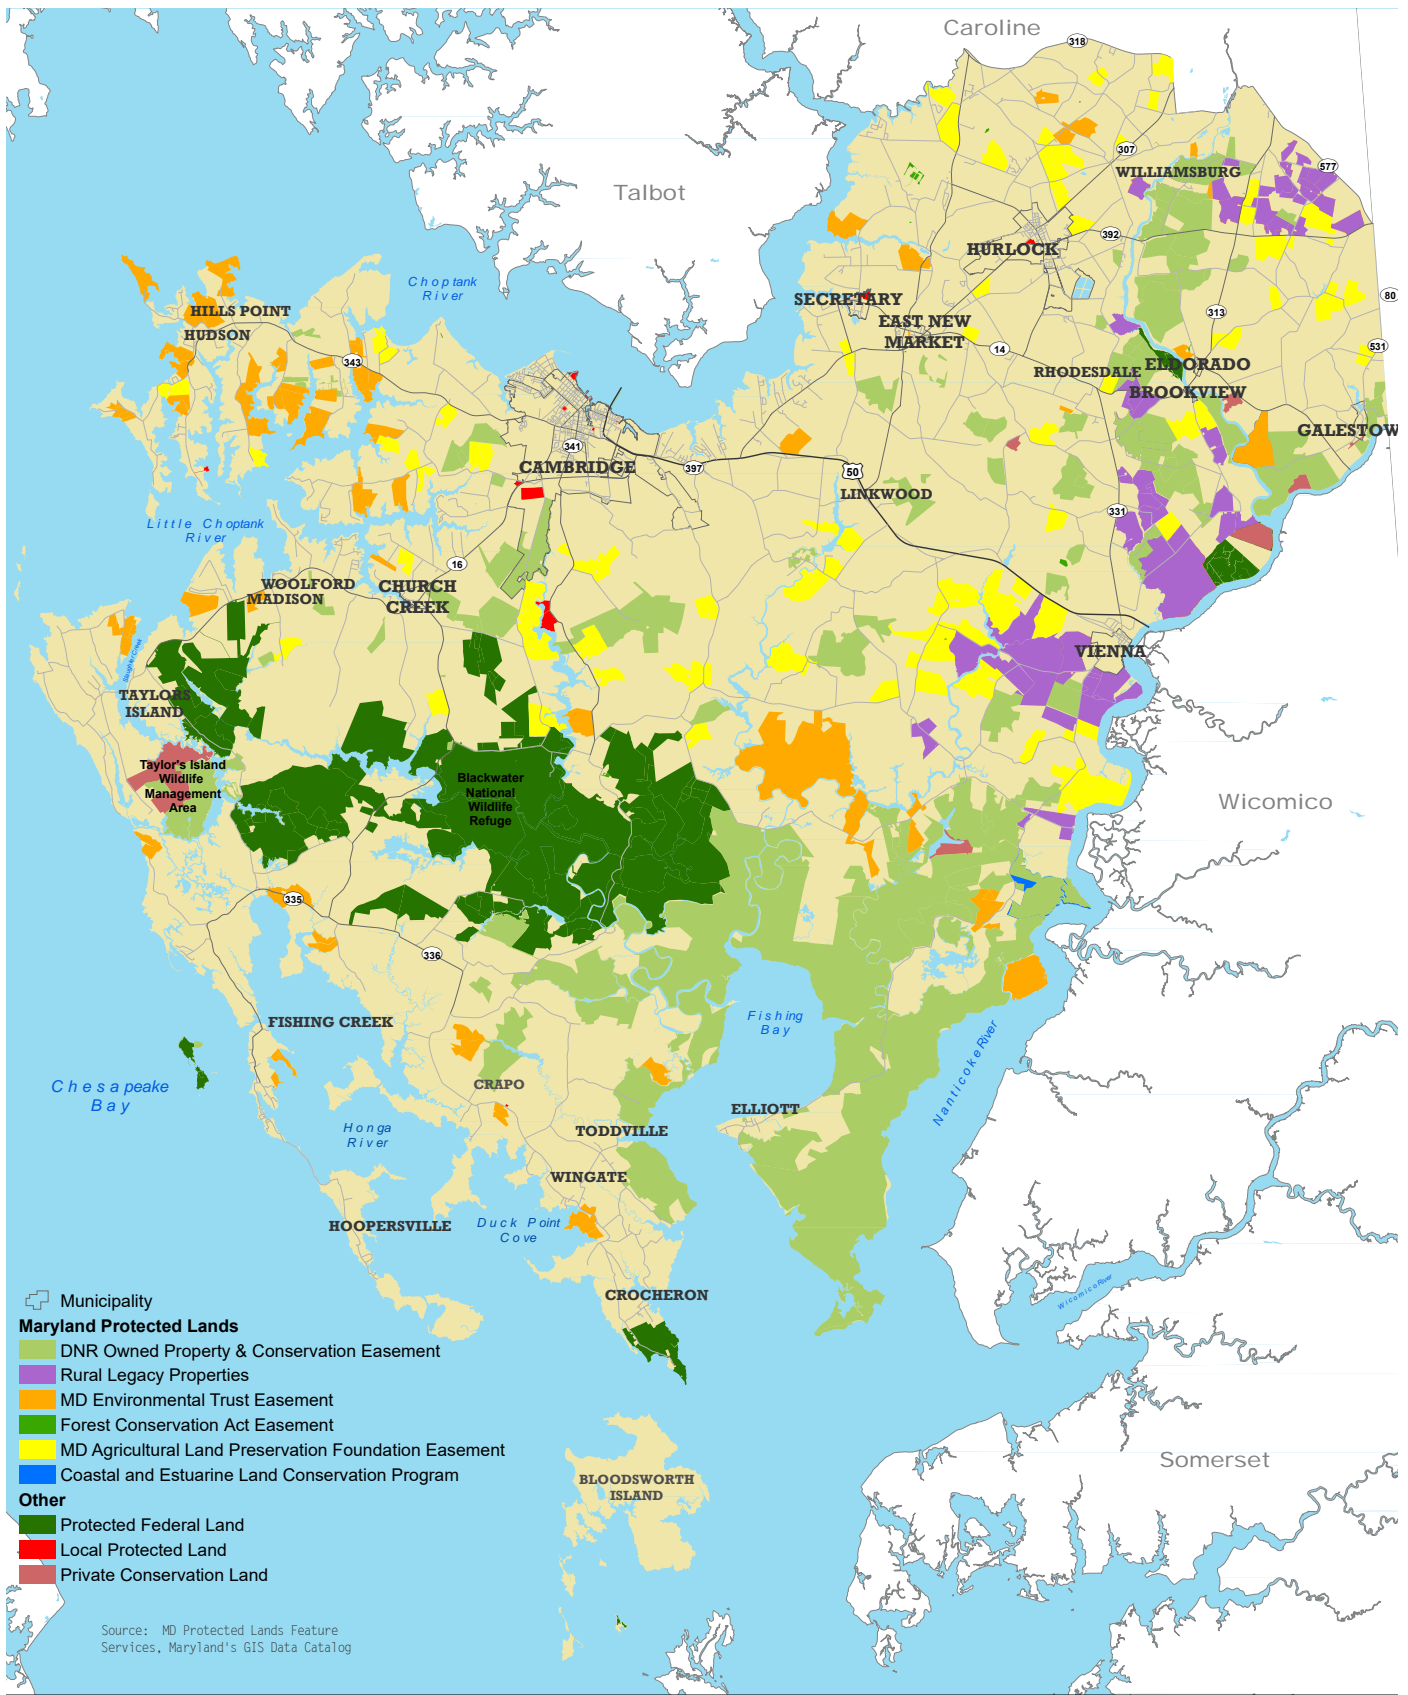 Caroline
318
Talbot
307
577
WILLIAMSBURG
392
HURLOCK
Choptank
River
SECRETARY
80
HILLS POINT
313
EAST NEW
MARKET
HUDSON
14
531
343
RHODESDALE
ELDORADO
BROOKVIEW
GALESTOW
341
CAMBRIDGE
397
50
LINKWOOD
331
Little Choptank
River
16
WOOLFORD
MADISON
CHURCH
CREEK
Slaughter Creek
VIENNA
TAYLORS
ISLAND
Taylor's Island
Wildlife
Management
Area
Blackwater
National
Wildlife
Refuge
Wicomico
335
336
Fishing
Bay
FISHING CREEK
Nanticoke River
Chesapeake
Bay
CRAPO
ELLIOTT
Honga
River
TODDVILLE
WINGATE
HOOPERSVILLE
Duck Point
Cove
Wicomico River
CROCHERON
Municipality
Maryland Protected Lands
DNR Owned Property & Conservation Easement
Rural Legacy Properties
MD Environmental Trust Easement
Forest Conservation Act Easement
MD Agricultural Land Preservation Foundation Easement
Coastal and Estuarine Land Conservation Program
Other
Protected Federal Land
Local Protected Land
Private Conservation Land
Somerset
BLOODSWORTH
ISLAND
Source: MD Protected Lands Feature
Services, Maryland's GIS Data Catalog